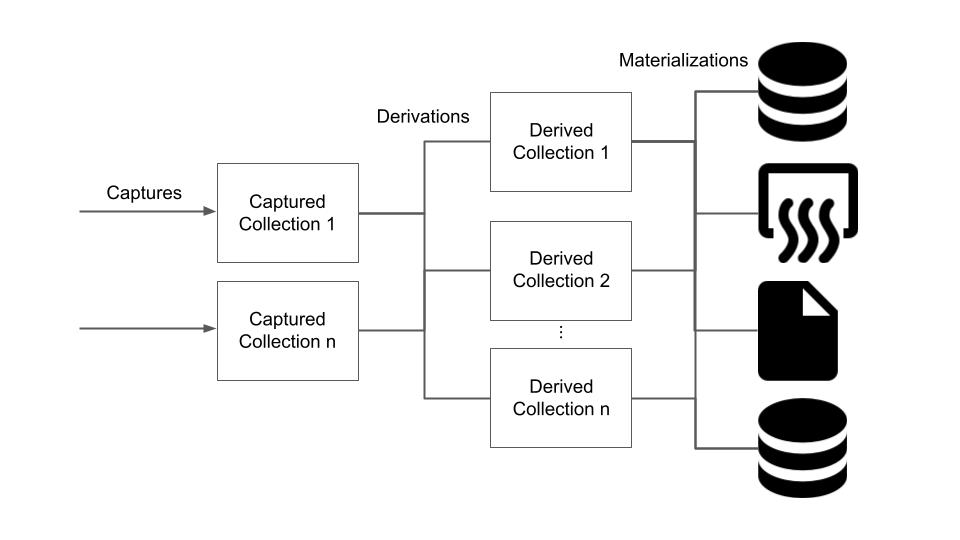 Materializations
Derivations
Derived
Collection 1
Captures
Captured
Collection 1
Derived
Collection 2
Captured
Collection n
...
Derived
Collection n